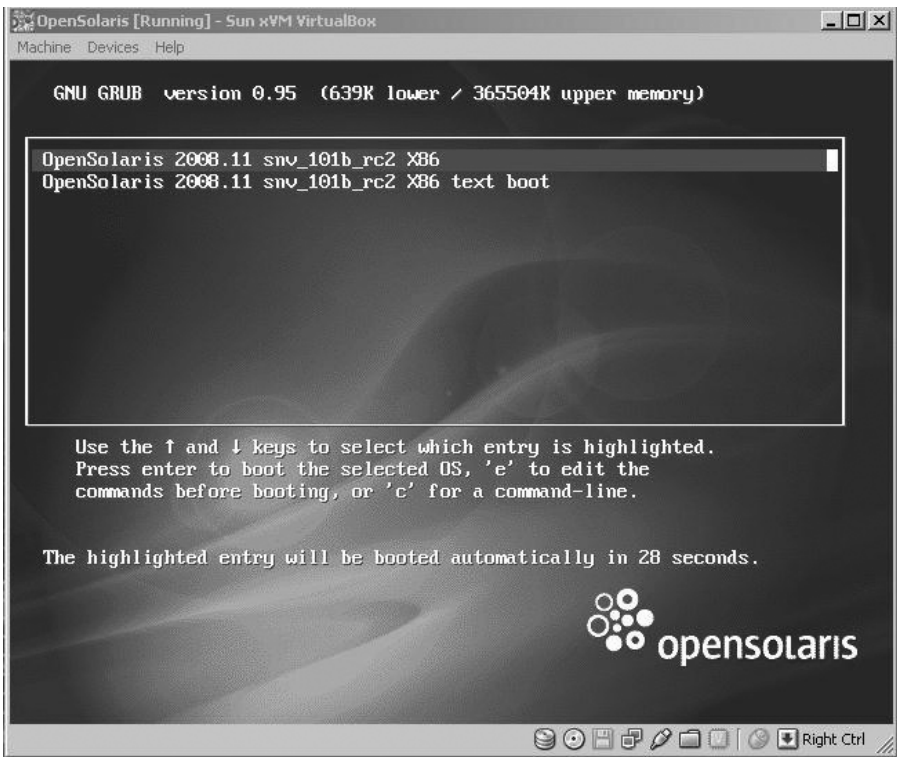 OpenSolaris [Running] - Sun xVM VirtualBox
Machine Devices Help
GNU GRUB version 0.95 (639K lower / 365504K upper memory)
OpenSolaris 2008.11 snv_101b_rc2 X86
OpenSolaris 2008.11 snv_101b_rc2 X86 text boot
Use the ↑ and ↓ keys to select which entry is highlighted.
Press enter to boot the selected OS, 'e' to edit the
commands before booting, or 'c' for a command-line.
The highlighted entry will be booted automatically in 28 seconds.
opensolaris
Right Ctrl